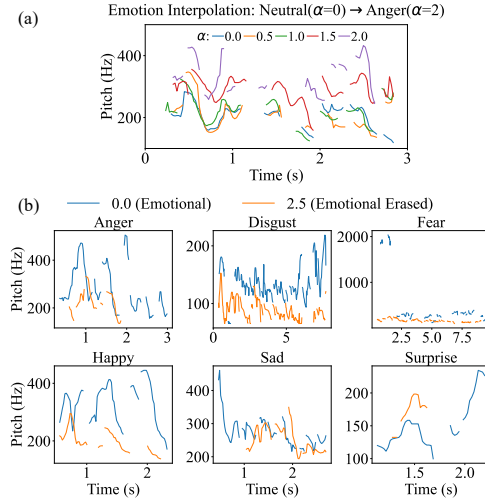 (a)
Emotion Interpolation: Neutral(α=0) → Anger(α=2)
α: 0.0 0.5 1.0 1.5 2.0
Pitch (Hz)
400
200
0 1 2 3
Time (s)
(b)
0.0 (Emotional) 2.5 (Emotional Erased)
Anger Disgust Fear
Pitch (Hz)
400
200
1 2 3
200
100
0 5
2000
1000
2.5 5.0 7.5
Happy Sad Surprise
Pitch (Hz)
400
200
1 2
400
200
1 2
200
150
100
1.5 2.0
Time (s) Time (s) Time (s)